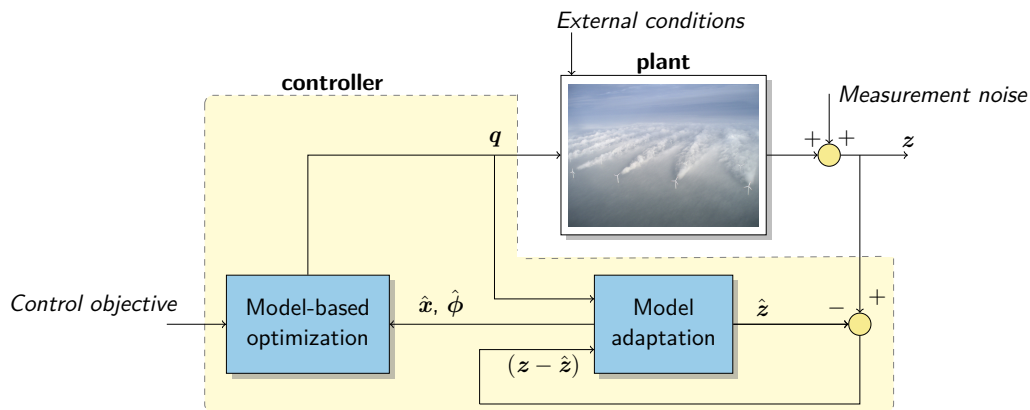 External conditions
plant
controller
Measurement noise
q
+
+
z
Control objective
Model-based
optimization
x̂, ϕ̂
Model
adaptation
ẑ
−
+
(z − ẑ)